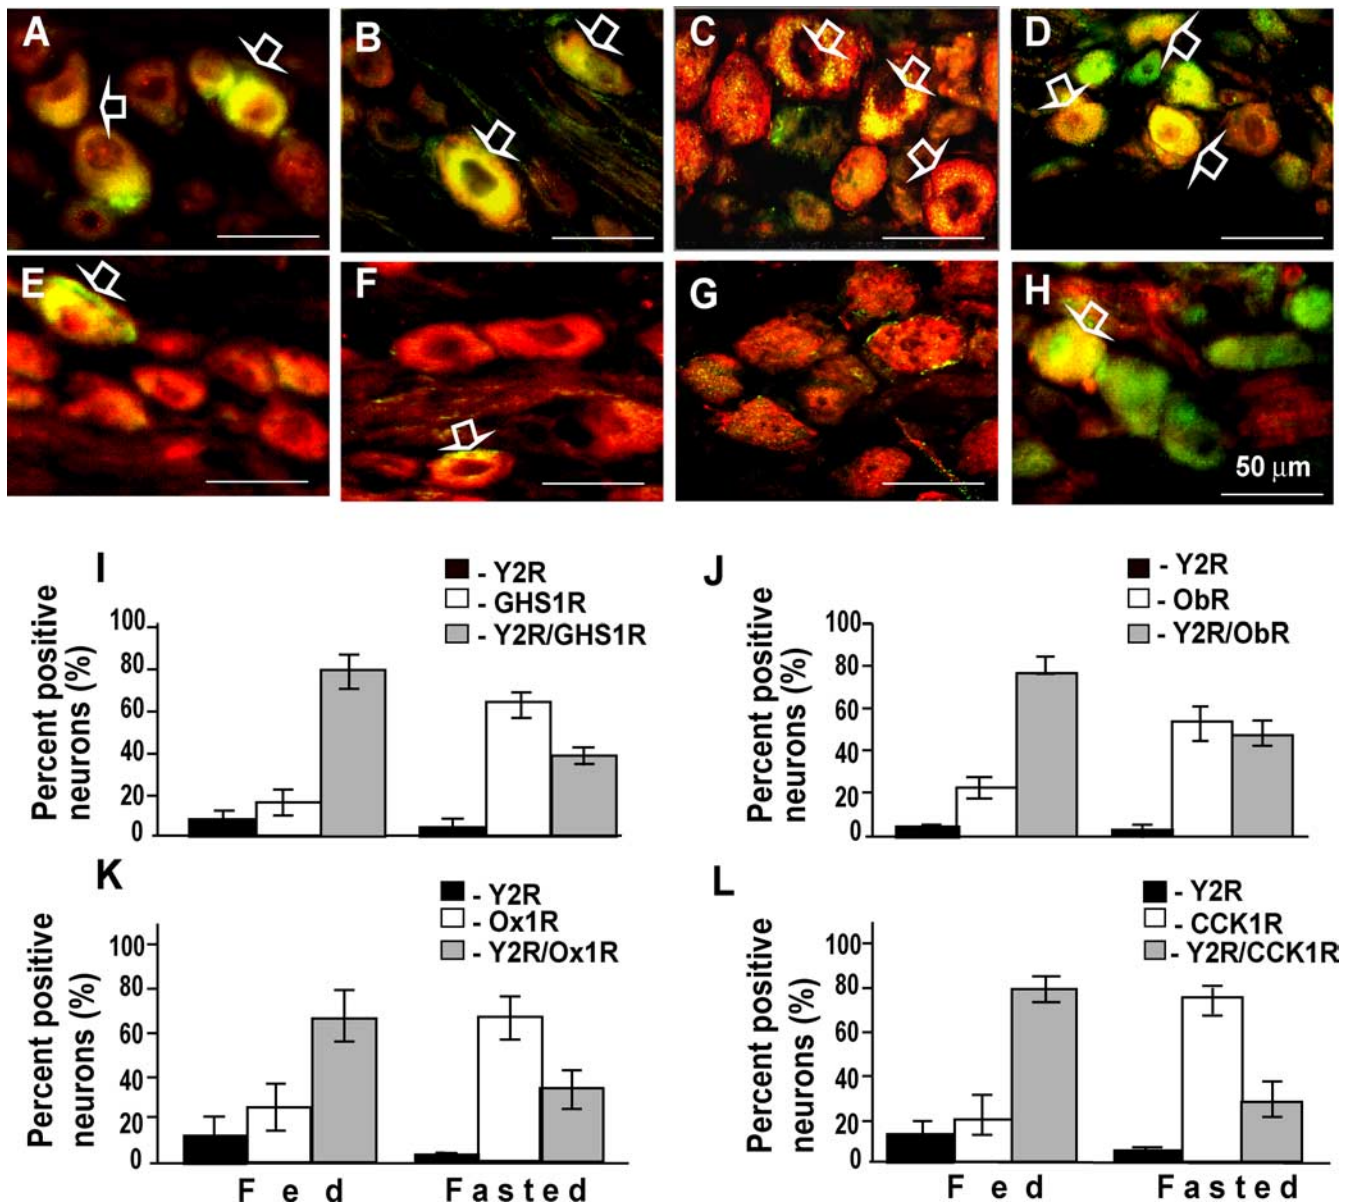 A
B
C
D
E
F
G
H
50 μm
I
- Y2R
- GHS1R
- Y2R/GHS1R
Percent positive
neurons (%)
100
80
60
40
20
0
J
- Y2R
- ObR
- Y2R/ObR
Percent positive
neurons (%)
100
80
60
40
20
0
K
- Y2R
- Ox1R
- Y2R/Ox1R
Percent positive
neurons (%)
100
80
60
40
20
0
Fed
Fasted
L
- Y2R
- CCK1R
- Y2R/CCK1R
Percent positive
neurons (%)
100
80
60
40
20
0
Fed
Fasted